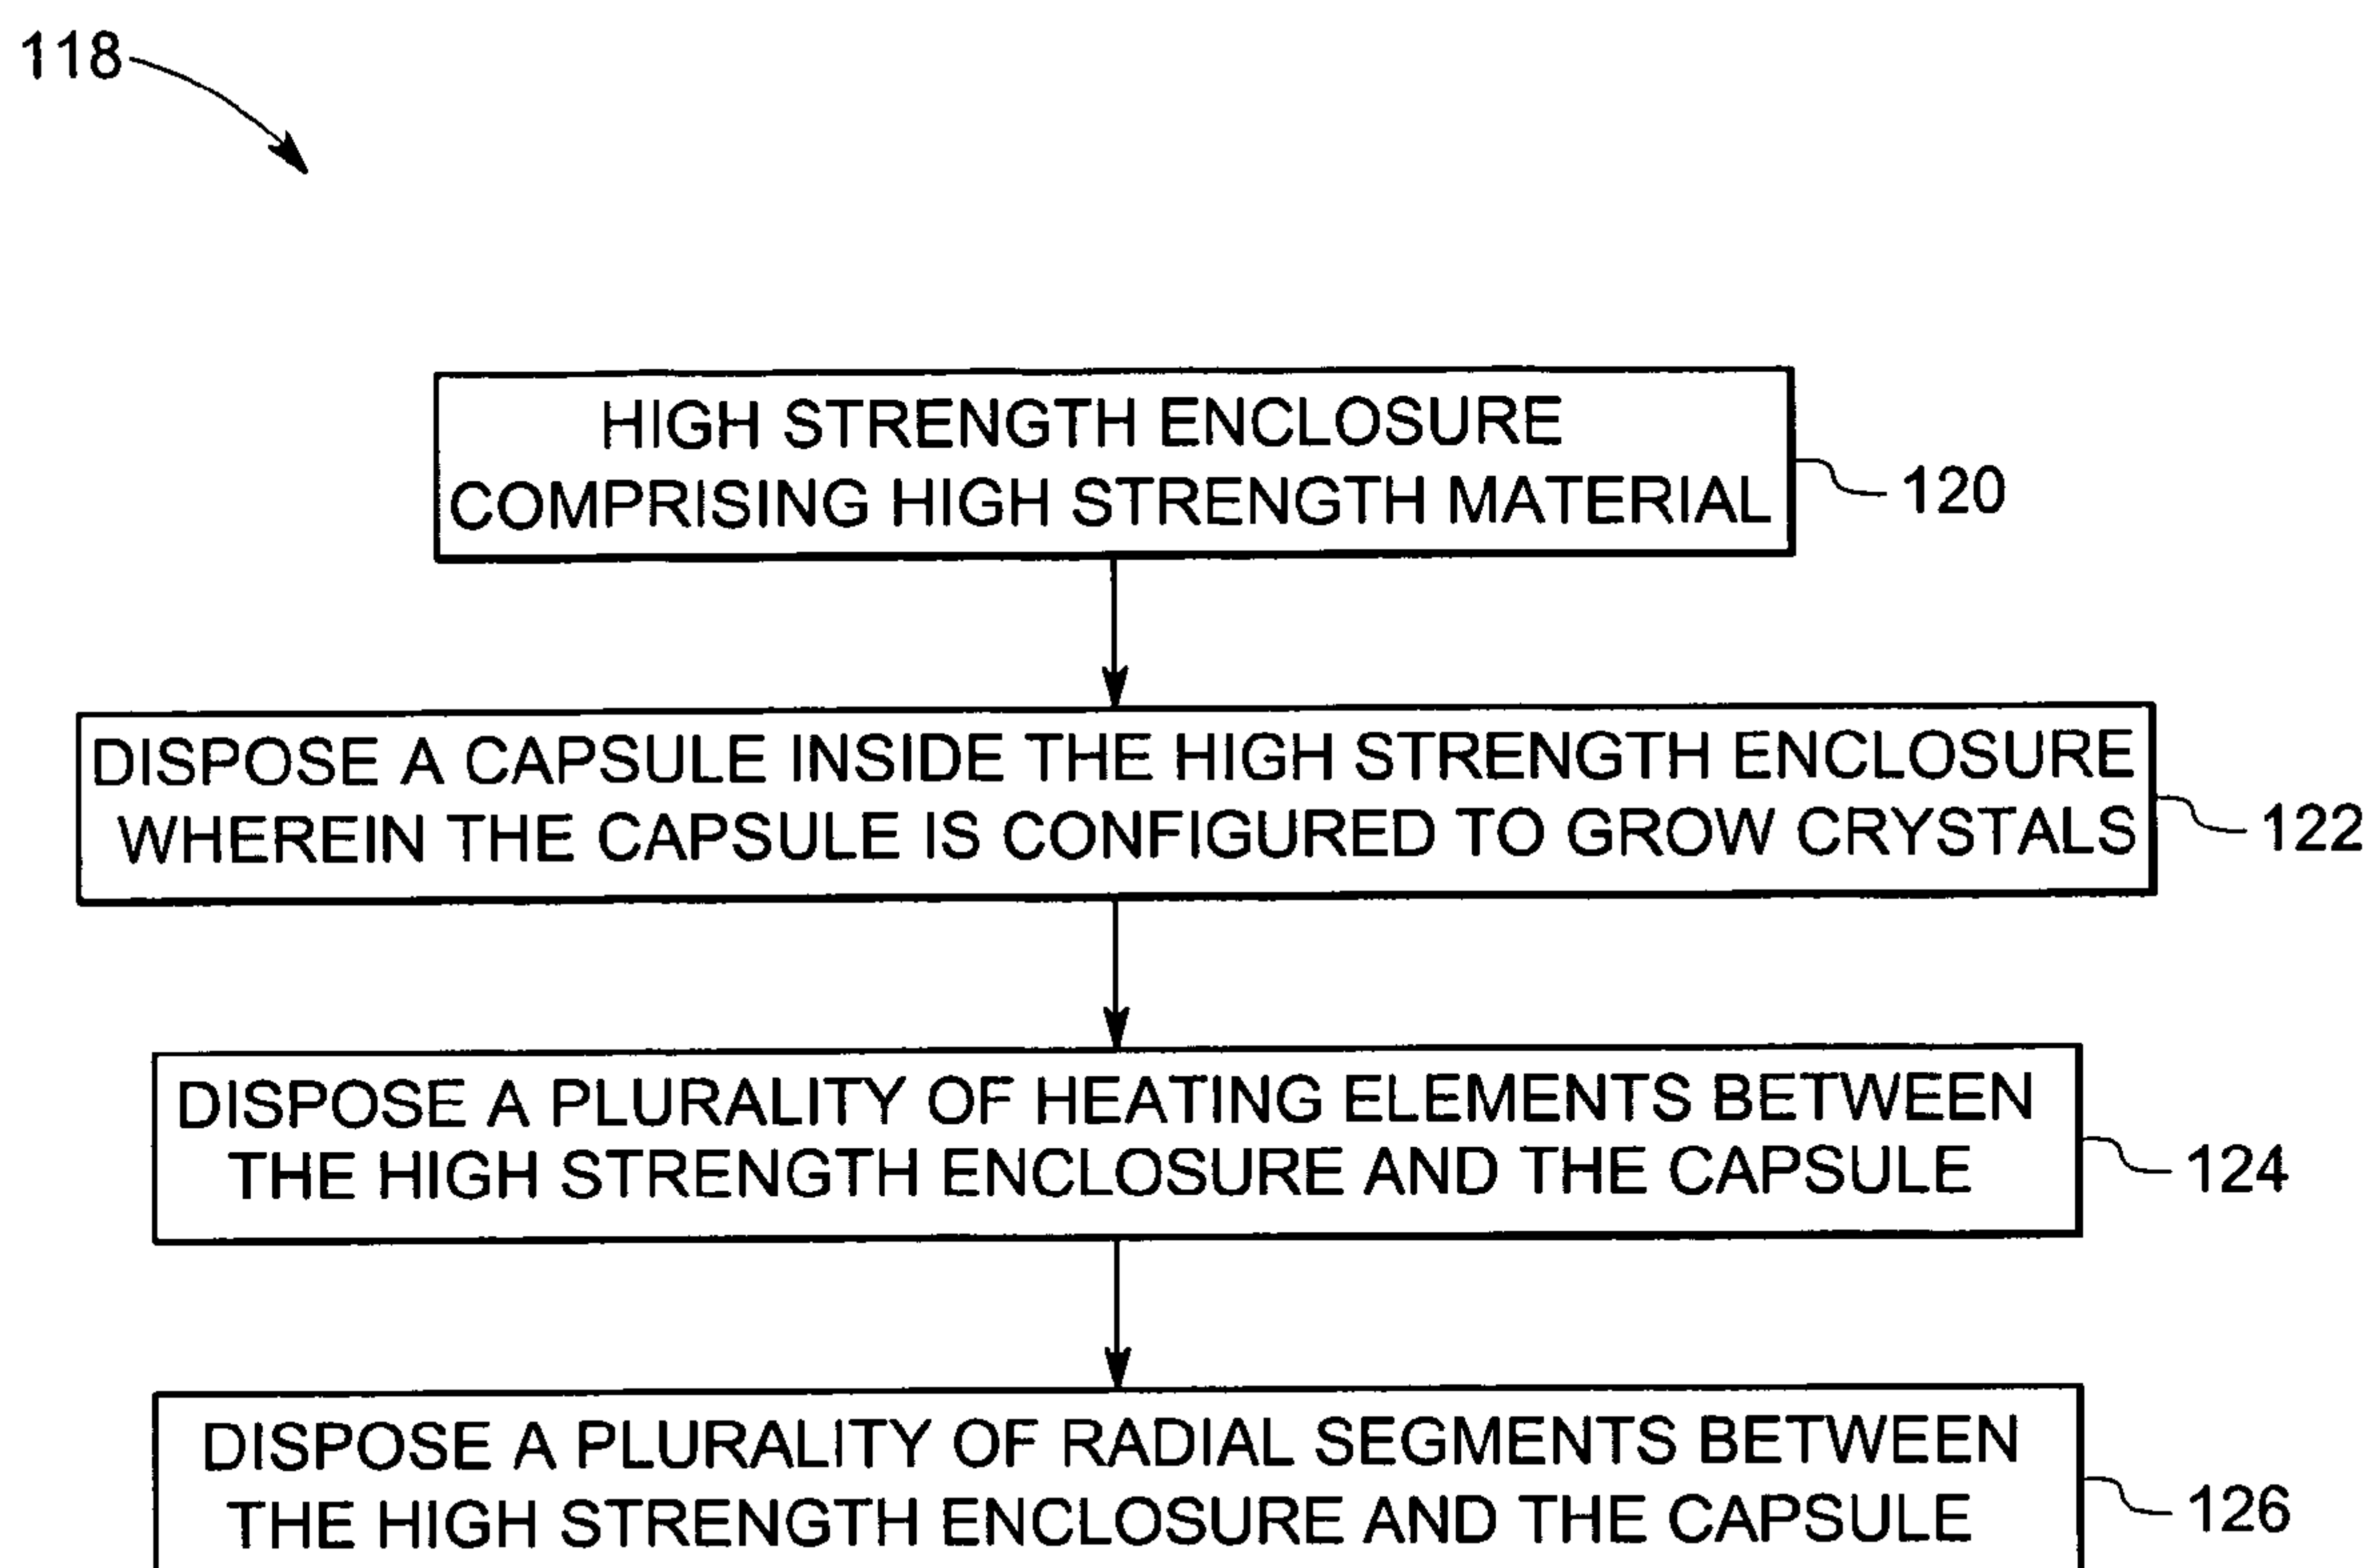 118
HIGH STRENGTH ENCLOSURE
COMPRISING HIGH STRENGTH MATERIAL
120
DISPOSE A CAPSULE INSIDE THE HIGH STRENGTH ENCLOSURE
WHEREIN THE CAPSULE IS CONFIGURED TO GROW CRYSTALS
122
DISPOSE A PLURALITY OF HEATING ELEMENTS BETWEEN
THE HIGH STRENGTH ENCLOSURE AND THE CAPSULE
124
DISPOSE A PLURALITY OF RADIAL SEGMENTS BETWEEN
THE HIGH STRENGTH ENCLOSURE AND THE CAPSULE
126